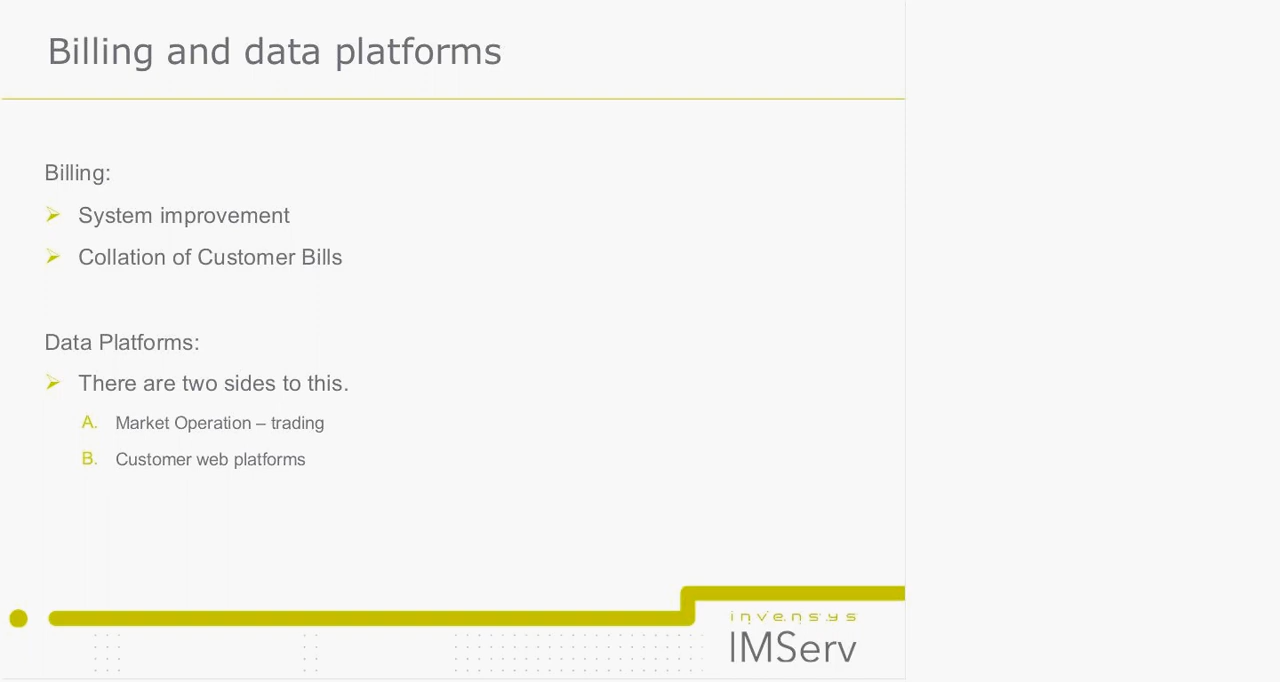 Billing and data platforms
Billing:
System improvement
Collation of Customer Bills
Data Platforms:
There are two sides to this.
A. Market Operation – trading
B. Customer web platforms
invensys
IMServ